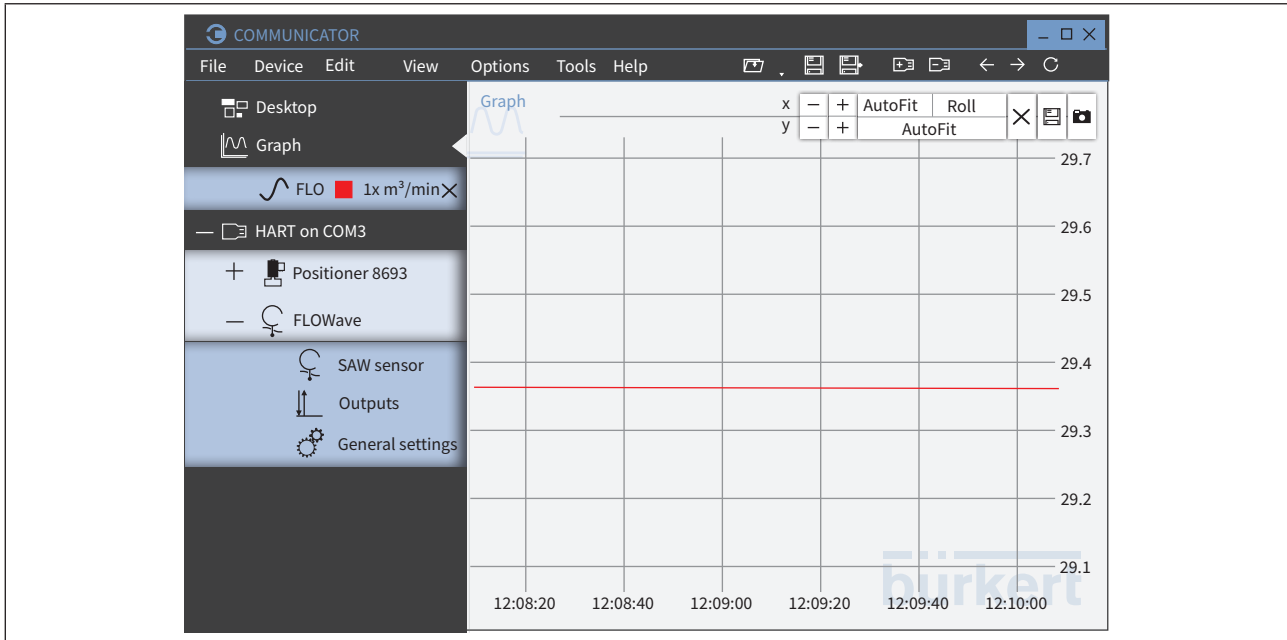 COMMUNICATOR
File Device Edit View Options Tools Help
Desktop
Graph
FLO 1x m³/min
HART on COM3
Positioner 8693
FLOWave
SAW sensor
Outputs
General settings
Graph
x − + AutoFit Roll
y − + AutoFit
29.7
29.6
29.5
29.4
29.3
29.2
29.1
bürkert
12:08:20 12:08:40 12:09:00 12:09:20 12:09:40 12:10:00